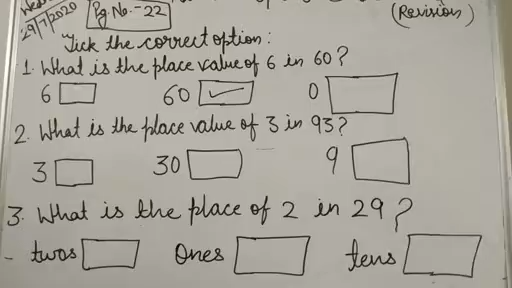 29/7/2020
Pg. No.- 22
(Revision)
Tick the correct option:
1. What is the place value of 6 in 60?
6 60 ✓ 0
2. What is the place value of 3 in 93?
3 30 9
3. What is the place of 2 in 29?
twos Ones tens